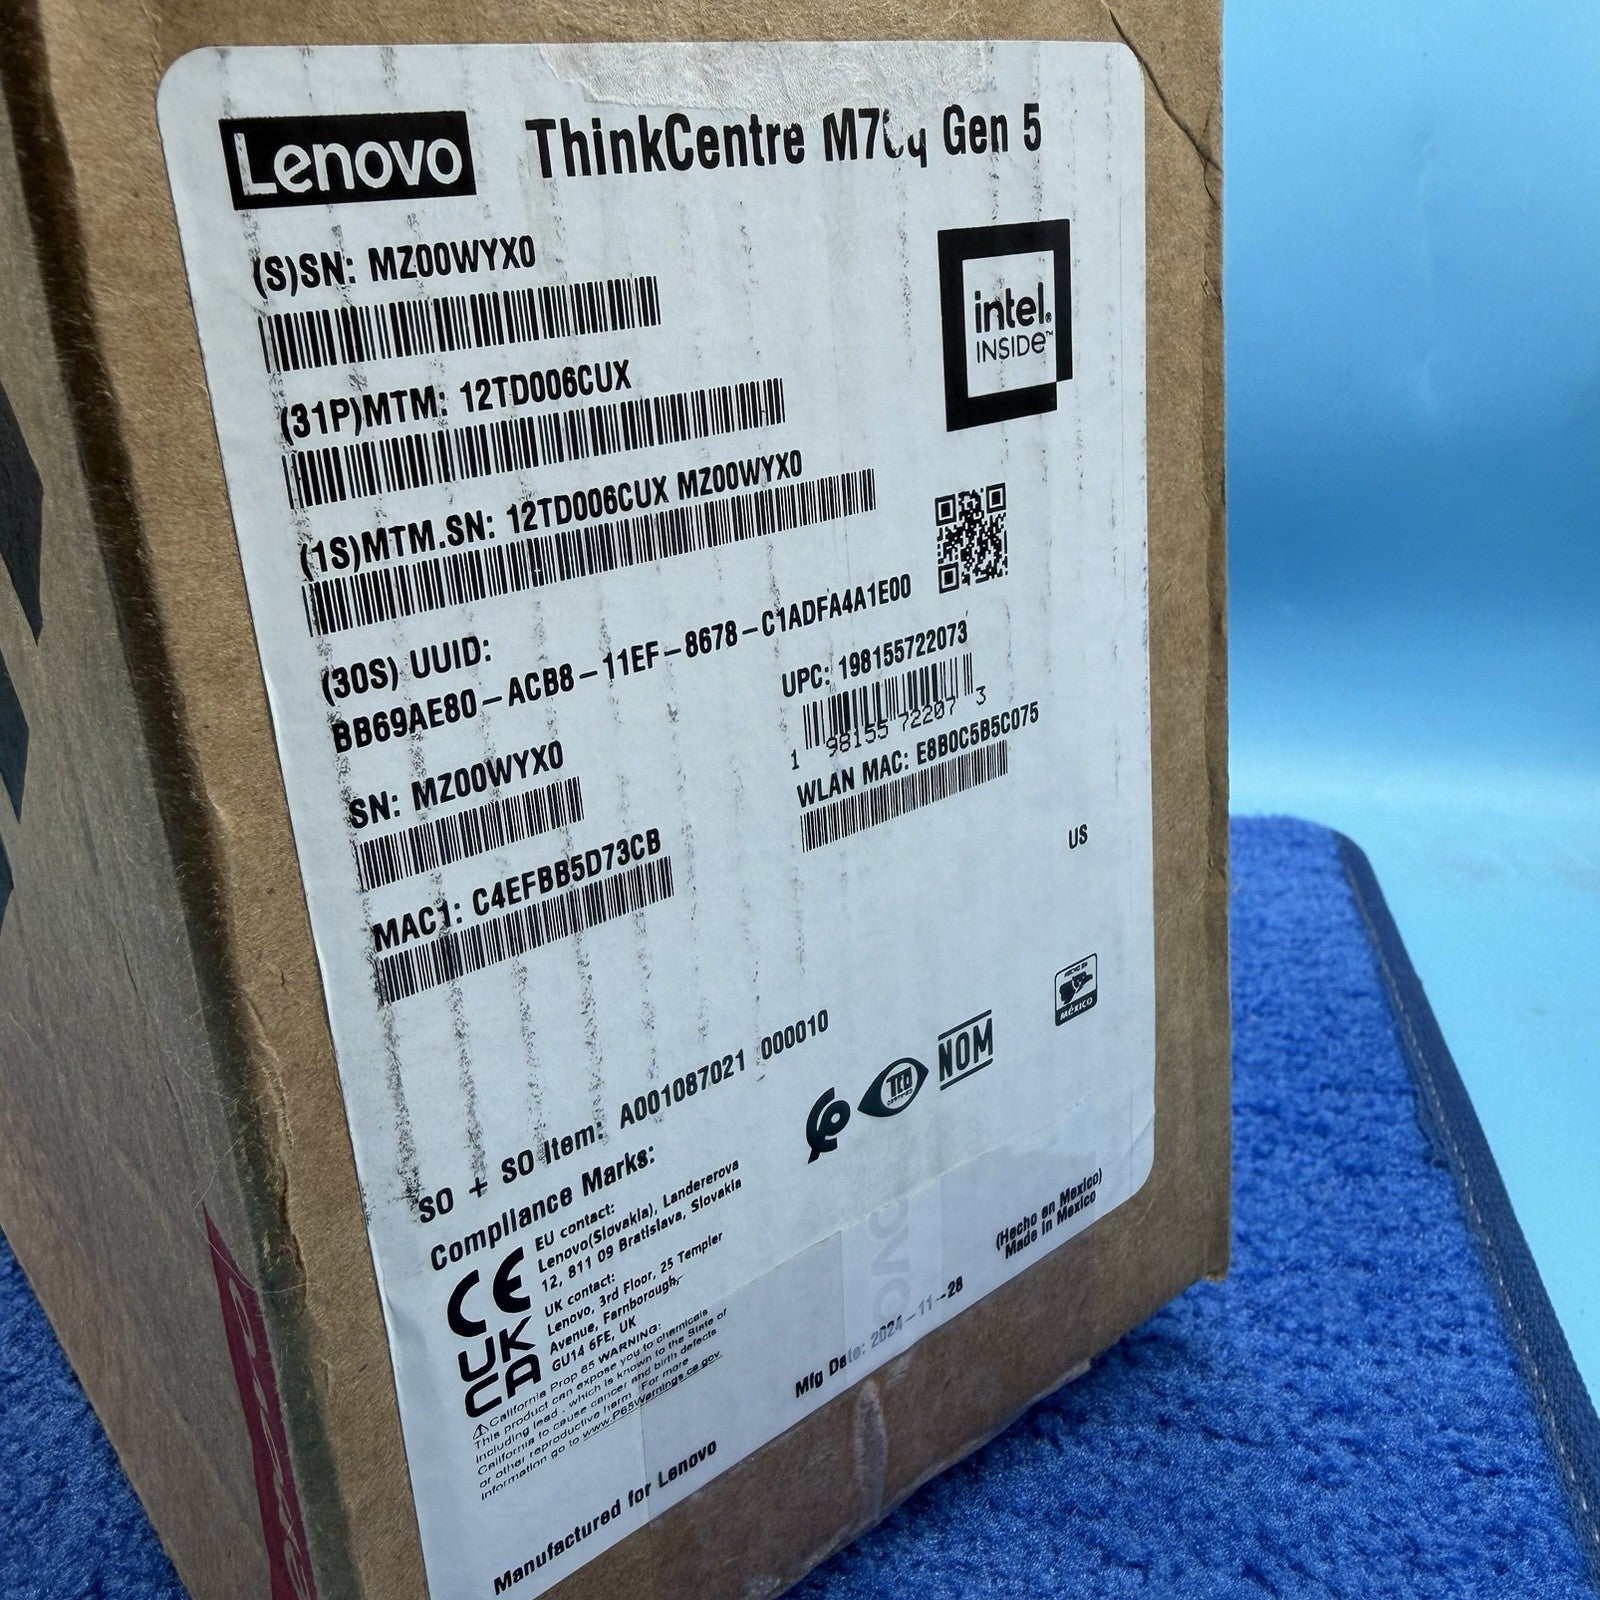 Lenovo
ThinkCentre M70q Gen 5
(S)SN: MZ00WYX0
intel.
INSIDE™
(31P)MTM: 12TD006CUX
(1S)MTM.SN: 12TD006CUX MZ00WYX0
(30S) UUID:
BB69AE80-ACB8-11EF-8678-C1ADFA4A1E00
UPC: 198155722073
1 98155 72207 3
SN: MZ00WYX0
WLAN MAC: E8B0C5B5C075
MAC1: C4EFBB5D73CB
US
HECHO EN
MÉXICO
SO + SO Item: A001087021 000010
NOM
Compliance Marks:
CE
UK
CA
EU contact:
Lenovo(Slovakia), Landererova
12, 811 09 Bratislava, Slovakia
UK contact:
Lenovo, 3rd Floor, 25 Templer
Avenue, Farnborough,
GU14 6FE, UK
⚠California Prop 65 WARNING:
This product can expose you to chemicals
including lead, which is known to the State of
California to cause cancer and birth defects
or other reproductive harm. For more
information go to www.P65Warnings.ca.gov
(Hecho en Mexico)
Made in Mexico
Mfg Date: 2024-11-28
Manufactured for Lenovo